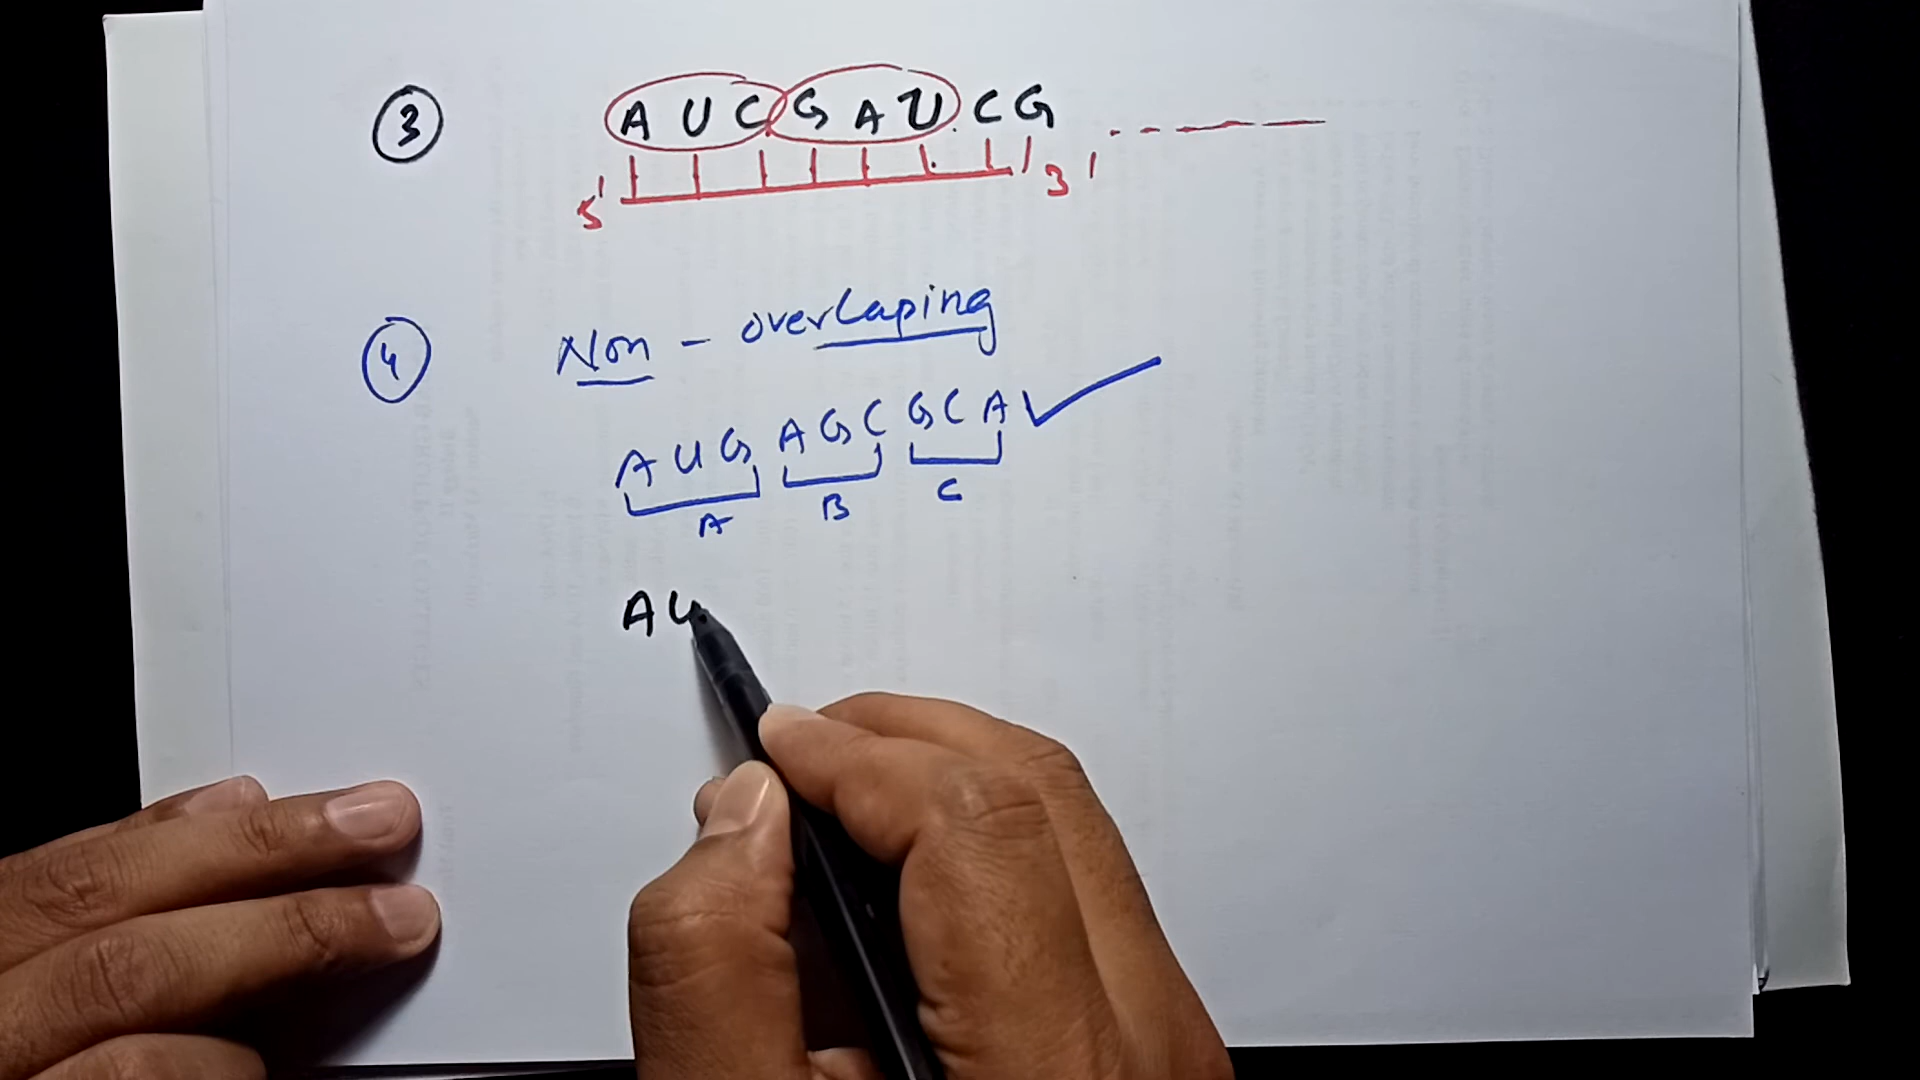 3 A U C G A U C G
5' 3'
4 Non - overlaping
A U G A G C G C A
A B C
A U